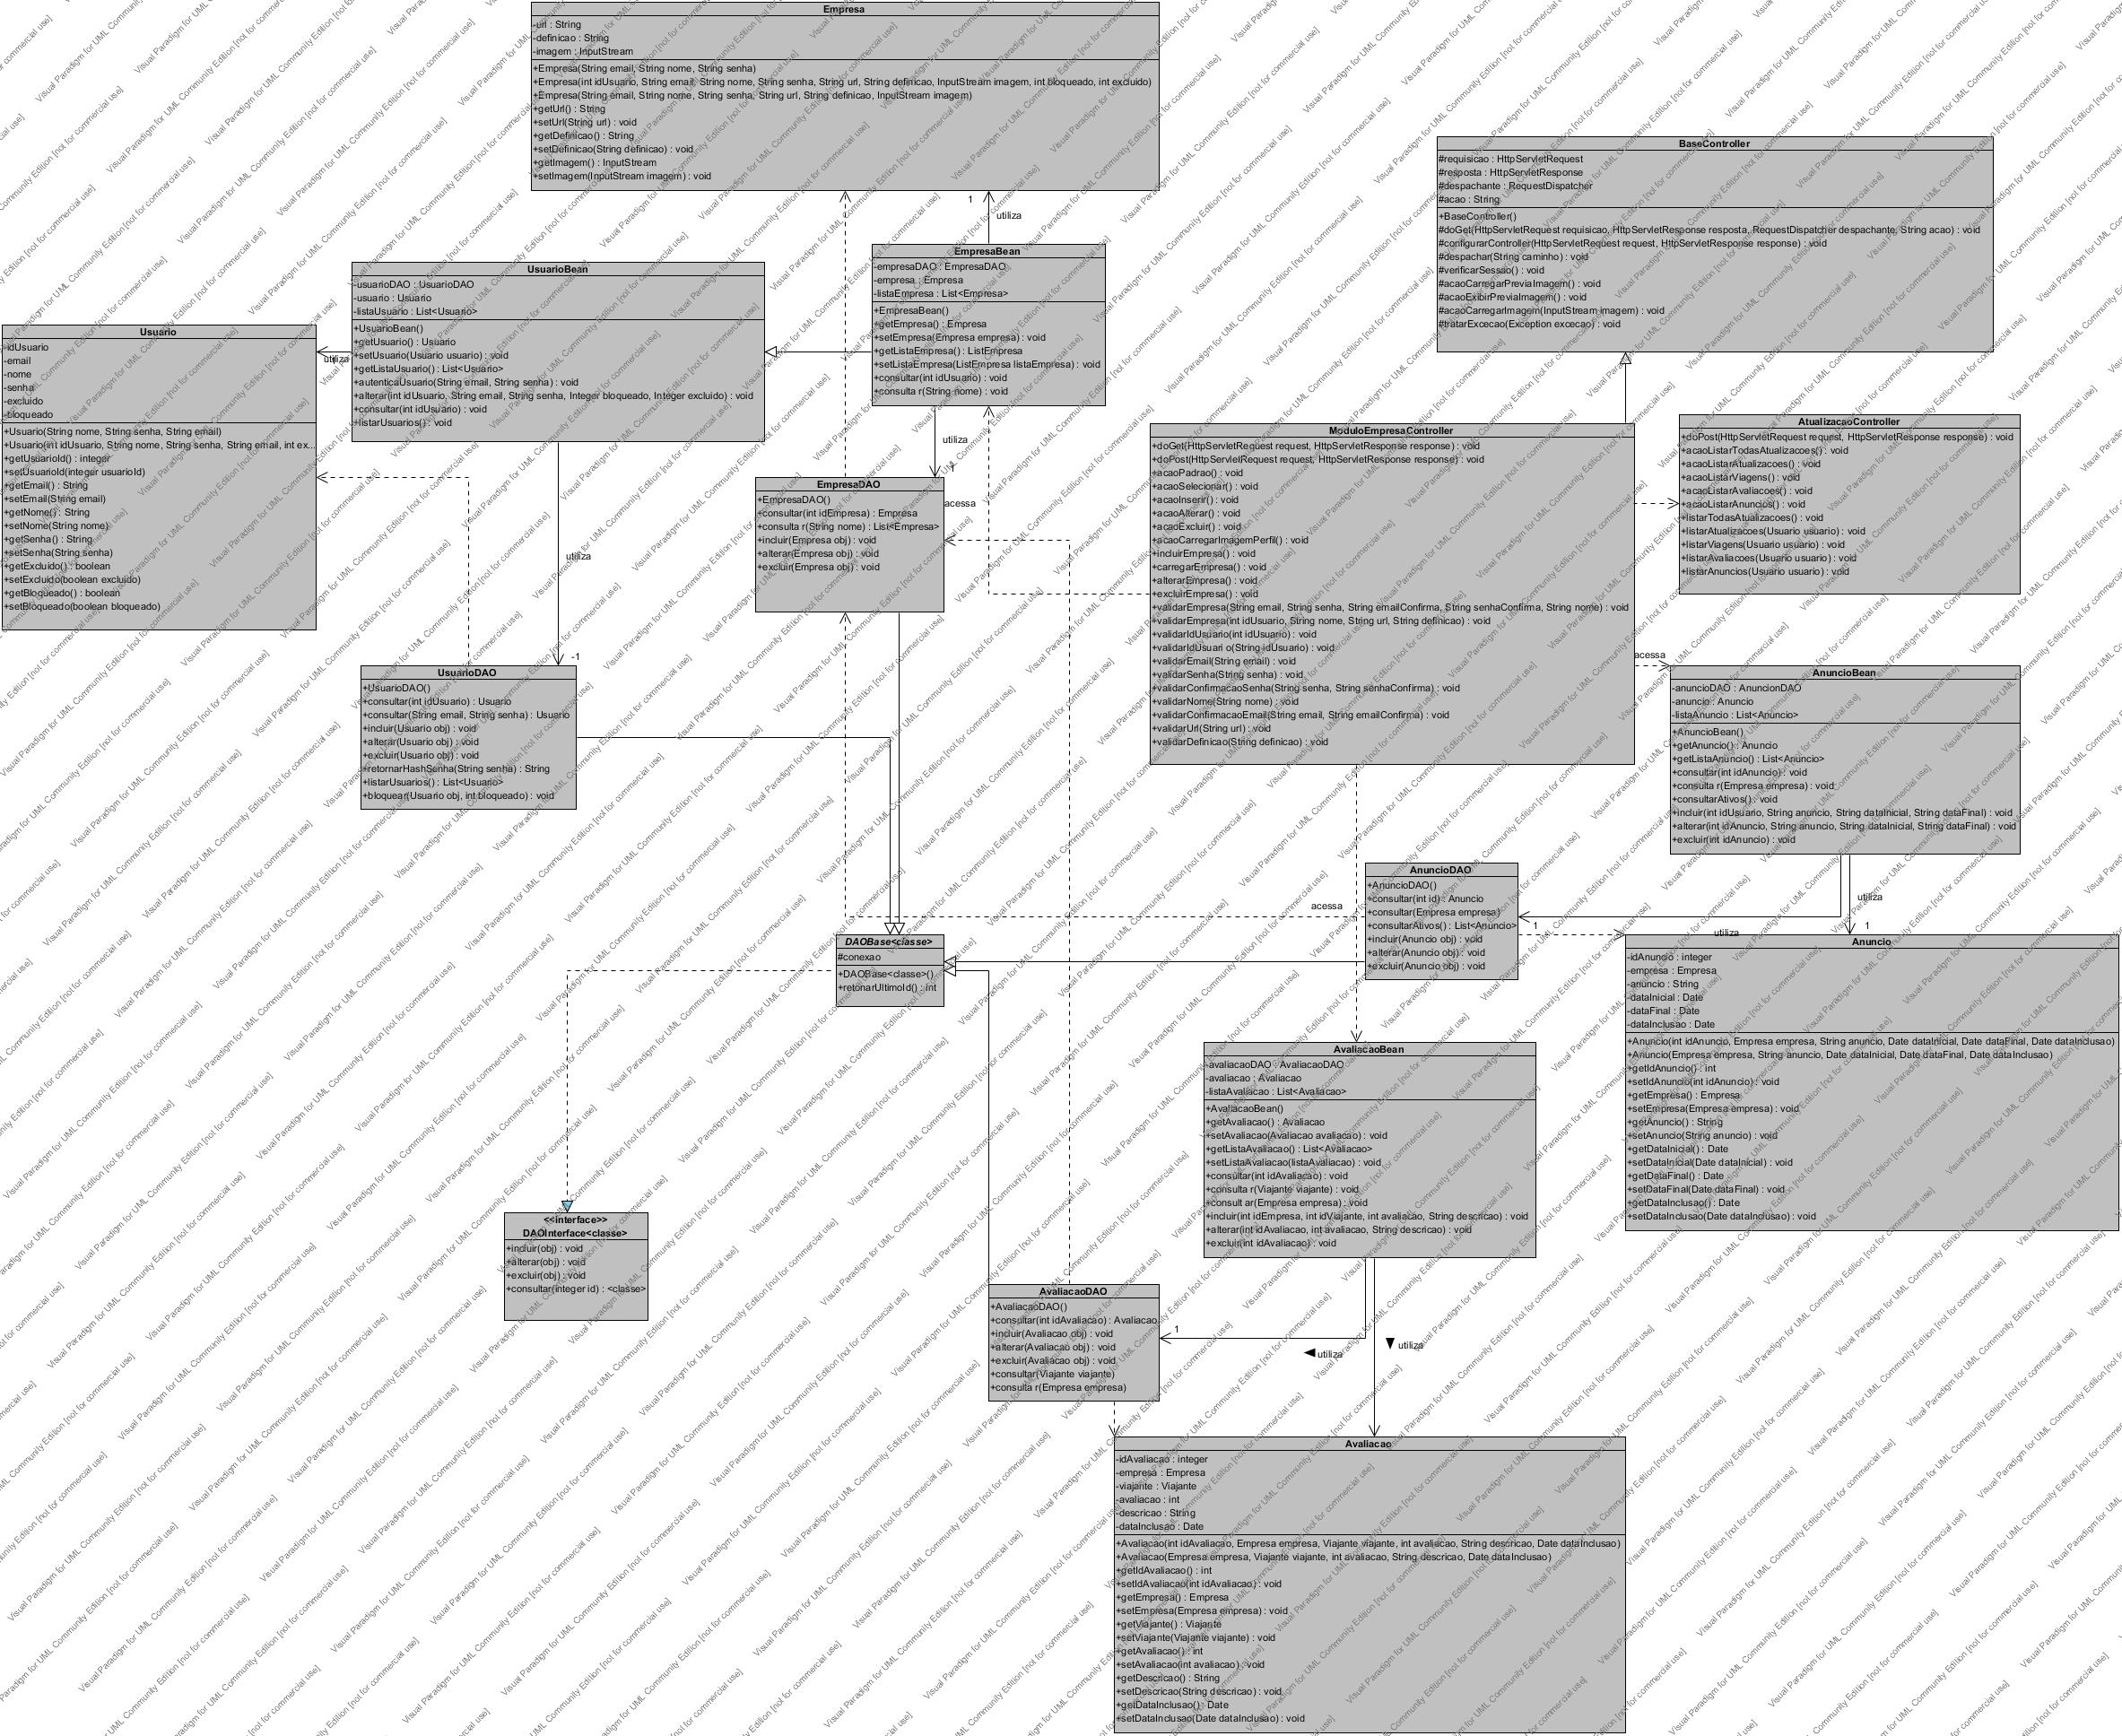 Empresa
-url : String
-definicao : String
-imagem : InputStream
+Empresa(String email, String nome, String senha)
+Empresa(int idUsuario, String email, String nome, String senha, String url, String definicao, InputStream imagem, int bloqueado, int excluido)
+Empresa(String email, String nome, String senha, String url, String definicao, InputStream imagem)
+getUrl() : String
+setUrl(String url) : void
+getDefinicao() : String
+setDefinicao(String definicao) : void
+getImagem() : InputStream
+setImagem(InputStream imagem) : void
1
utiliza
BaseController
#requisicao : HttpServletRequest
#resposta : HttpServletResponse
#despachante : RequestDispatcher
#acao : String
+BaseController()
#doGet(HttpServletRequest requisicao, HttpServletResponse resposta, RequestDispatcher despachante, String acao) : void
#configurarController(HttpServletRequest request, HttpServletResponse response) : void
#despachar(String caminho) : void
#verificarSessao() : void
#acaoCarregarPreviaImagem() : void
#acaoExibirPreviaImagem() : void
#acaoCarregarImagem(InputStream imagem) : void
#tratarExcecao(Exception excecao) : void
EmpresaBean
-empresaDAO : EmpresaDAO
-empresa : Empresa
-listaEmpresa : List<Empresa>
+EmpresaBean()
+getEmpresa() : Empresa
+setEmpresa(Empresa empresa) : void
+getListaEmpresa() : ListEmpresa
+setListaEmpresa(ListEmpresa listaEmpresa) : void
+consultar(int idUsuario) : void
+consulta r(String nome) : void
UsuarioBean
-usuarioDAO : UsuarioDAO
-usuario : Usuario
-listaUsuario : List<Usuario>
+UsuarioBean()
+getUsuario() : Usuario
+setUsuario(Usuario usuario) : void
+getListaUsuario() : List<Usuario>
+autenticaUsuario(String email, String senha) : void
+alterar(int idUsuario, String email, String senha, Integer bloqueado, Integer excluido) : void
+consultar(int idUsuario) : void
+listarUsuarios() : void
utiliza
Usuario
-idUsuario
-email
-nome
-senha
-excluido
-bloqueado
+Usuario(String nome, String senha, String email)
+Usuario(int idUsuario, String nome, String senha, String email, int ex...
+getUsuarioId() : integer
+setUsuarioId(integer usuarioId)
+getEmail() : String
+setEmail(String email)
+getNome() : String
+setNome(String nome)
+getSenha() : String
+setSenha(String senha)
+getExcluido() : boolean
+setExcluido(boolean excluido)
+getBloqueado() : boolean
+setBloqueado(boolean bloqueado)
utiliza
1
acessa
EmpresaDAO
+EmpresaDAO()
+consultar(int idEmpresa) : Empresa
+consulta r(String nome) : List<Empresa>
+incluir(Empresa obj) : void
+alterar(Empresa obj) : void
+excluir(Empresa obj) : void
ModuloEmpresaController
+doGet(HttpServletRequest request, HttpServletResponse response) : void
+doPost(HttpServletRequest request, HttpServletResponse response) : void
+acaoPadrao() : void
+acaoSelecionar() : void
+acaoInserir() : void
+acaoAlterar() : void
+acaoExcluir() : void
+acaoCarregarImagemPerfil() : void
+incluirEmpresa() : void
+carregarEmpresa() : void
+alterarEmpresa() : void
+excluirEmpresa() : void
+validarEmpresa(String email, String senha, String emailConfirma, String senhaConfirma, String nome) : void
+validarEmpresa(int idUsuario, String nome, String url, String definicao) : void
+validarIdUsuario(int idUsuario) : void
+validarIdUsuari o(String idUsuario) : void
+validarEmail(String email) : void
+validarSenha(String senha) : void
+validarConfirmacaoSenha(String senha, String senhaConfirma) : void
+validarNome(String nome) : void
+validarConfirmacaoEmail(String email, String emailConfirma) : void
+validarUrl(String url) : void
+validarDefinicao(String definicao) : void
AtualizacaoController
+doPost(HttpServletRequest request, HttpServletResponse response) : void
+acaoListarTodasAtualizacoes() : void
+acaoListarAtualizacoes() : void
+acaoListarViagens() : void
+acaoListarAvaliacoes() : void
+acaoListarAnuncios() : void
+listarTodasAtualizacoes() : void
+listarAtualizacoes(Usuario usuario) : void
+listarViagens(Usuario usuario) : void
+listarAvaliacoes(Usuario usuario) : void
+listarAnuncios(Usuario usuario) : void
utiliza
-1
acessa
UsuarioDAO
+UsuarioDAO()
+consultar(int idUsuario) : Usuario
+consultar(String email, String senha) : Usuario
+incluir(Usuario obj) : void
+alterar(Usuario obj) : void
+excluir(Usuario obj) : void
+retornarHashSenha(String senha) : String
+listarUsuarios() : List<Usuario>
+bloquear(Usuario obj, int bloqueado) : void
AnuncioBean
-anuncioDAO : AnuncionDAO
-anuncio : Anuncio
-listaAnuncio : List<Anuncio>
+AnuncioBean()
+getAnuncio() : Anuncio
+getListaAnuncio() : List<Anuncio>
+consultar(int idAnuncio) : void
+consulta r(Empresa empresa) : void
+consultarAtivos() : void
+incluir(int idUsuario, String anuncio, String dataInicial, String dataFinal) : void
+alterar(int idAnuncio, String anuncio, String dataInicial, String dataFinal) : void
+excluir(int idAnuncio) : void
AnuncioDAO
+AnuncioDAO()
+consultar(int id) : Anuncio
+consultar(Empresa empresa)
+consultarAtivos() : List<Anuncio>
+incluir(Anuncio obj) : void
+alterar(Anuncio obj) : void
+excluir(Anuncio obj) : void
acessa
utiliza
1
1
utiliza
DAOBase<classe>
#conexao
+DAOBase<classe>()
+retonarUltimoId() : int
Anuncio
-idAnuncio : integer
-empresa : Empresa
-anuncio : String
-dataInicial : Date
-dataFinal : Date
-dataInclusao : Date
+Anuncio(int idAnuncio, Empresa empresa, String anuncio, Date dataInicial, Date dataFinal, Date dataInclusao)
+Anuncio(Empresa empresa, String anuncio, Date dataInicial, Date dataFinal, Date dataInclusao)
+getIdAnuncio() : int
+setIdAnuncio(int idAnuncio) : void
+getEmpresa() : Empresa
+setEmpresa(Empresa empresa) : void
+getAnuncio() : String
+setAnuncio(String anuncio) : void
+getDataInicial() : Date
+setDataInicial(Date dataInicial) : void
+getDataFinal() : Date
+setDataFinal(Date dataFinal) : void
+getDataInclusao() : Date
+setDataInclusao(Date dataInclusao) : void
AvaliacaoBean
-avaliacaoDAO : AvaliacaoDAO
-avaliacao : Avaliacao
-listaAvaliacao : List<Avaliacao>
+AvaliacaoBean()
+getAvaliacao() : Avaliacao
+setAvaliacao(Avaliacao avaliacao) : void
+getListaAvaliacao() : List<Avaliacao>
+setListaAvaliacao(listaAvaliacao) : void
+consultar(int idAvaliacao) : void
+consulta r(Viajante viajante) : void
+consult ar(Empresa empresa) : void
+incluir(int idEmpresa, int idViajante, int avaliacao, String descricao) : void
+alterar(int idAvaliacao, int avaliacao, String descricao) : void
+excluir(int idAvaliacao) : void
<<interface>>
DAOInterface<classe>
+incluir(obj) : void
+alterar(obj) : void
+excluir(obj) : void
+consultar(integer id) : <classe>
AvaliacaoDAO
+AvaliacaoDAO()
+consultar(int idAvaliacao) : Avaliacao
+incluir(Avaliacao obj) : void
+alterar(Avaliacao obj) : void
+excluir(Avaliacao obj) : void
+consultar(Viajante viajante)
+consulta r(Empresa empresa)
1
utiliza
utiliza
Avaliacao
-idAvaliacao : integer
-empresa : Empresa
-viajante : Viajante
-avaliacao : int
-descricao : String
-dataInclusao : Date
+Avaliacao(int idAvaliacao, Empresa empresa, Viajante viajante, int avaliacao, String descricao, Date dataInclusao)
+Avaliacao(Empresa empresa, Viajante viajante, int avaliacao, String descricao, Date dataInclusao)
+getIdAvaliacao() : int
+setIdAvaliacao(int idAvaliacao) : void
+getEmpresa() : Empresa
+setEmpresa(Empresa empresa) : void
+getViajante() : Viajante
+setViajante(Viajante viajante) : void
+getAvaliacao() : int
+setAvaliacao(int avaliacao) : void
+getDescricao() : String
+setDescricao(String descricao) : void
+getDataInclusao() : Date
+setDataInclusao(Date dataInclusao) : void
Visual Paradigm for UML Community Edition [not for commercial use]